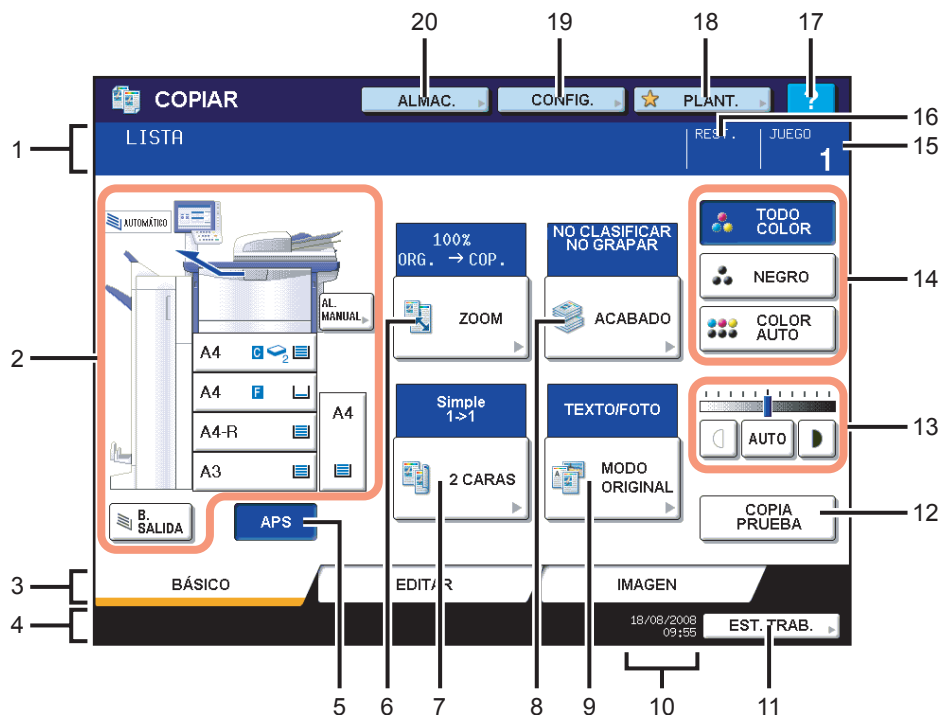 20
19
18
17
COPIAR
ALMAC.
CONFIG.
PLANT.
?
16
1
LISTA
REST.
JUEGO
1
15
AUTOMÁTICO
100%
ORG. → COP.
NO CLASIFICAR
NO GRAPAR
TODO
COLOR
NEGRO
14
COLOR
AUTO
AL.
MANUAL
6
ZOOM
8
ACABADO
2
A4 C 2
A4 F
A4-R
A3
A4
Simple
1->1
TEXTO/FOTO
AUTO
13
2 CARAS
MODO
ORIGINAL
B.
SALIDA
APS
COPIA
PRUEBA
12
3
BÁSICO
EDITAR
IMAGEN
4
18/08/2008
09:55
EST. TRAB.
5
7
9
10
11